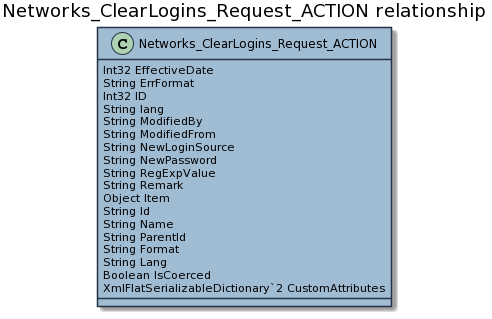 Networks_ClearLogins_Request_ACTION relationship
C Networks_ClearLogins_Request_ACTION
Int32 EffectiveDate
String ErrFormat
Int32 ID
String lang
String ModifiedBy
String ModifiedFrom
String NewLoginSource
String NewPassword
String RegExpValue
String Remark
Object Item
String Id
String Name
String ParentId
String Format
String Lang
Boolean IsCoerced
XmlFlatSerializableDictionary`2 CustomAttributes